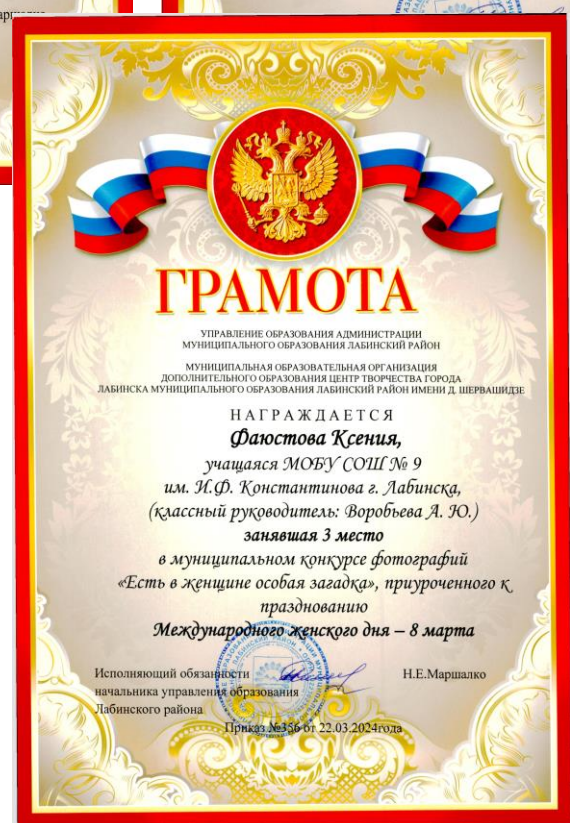 ГРАМОТА
УПРАВЛЕНИЕ ОБРАЗОВАНИЯ АДМИНИСТРАЦИИ
МУНИЦИПАЛЬНОГО ОБРАЗОВАНИЯ ЛАБИНСКИЙ РАЙОН
МУНИЦИПАЛЬНАЯ ОБРАЗОВАТЕЛЬНАЯ ОРГАНИЗАЦИЯ
ДОПОЛНИТЕЛЬНОГО ОБРАЗОВАНИЯ ЦЕНТР ТВОРЧЕСТВА ГОРОДА
ЛАБИНСКА МУНИЦИПАЛЬНОГО ОБРАЗОВАНИЯ ЛАБИНСКИЙ РАЙОН ИМЕНИ Д. ШЕРВАШИДЗЕ
НАГРАЖДАЕТСЯ
Фаюстова Ксения,
учащаяся МОБУ СОШ № 9
им. И.Ф. Константинова г. Лабинска,
(классный руководитель: Воробьева А. Ю.)
занявшая 3 место
в муниципальном конкурсе фотографий
«Есть в женщине особая загадка», приуроченного к
празднованию
Международного женского дня – 8 марта
Исполняющий обязанности Н.Е.Маршалко
начальника управления образования
Лабинского района
Приказ №356 от 22.03.2024года